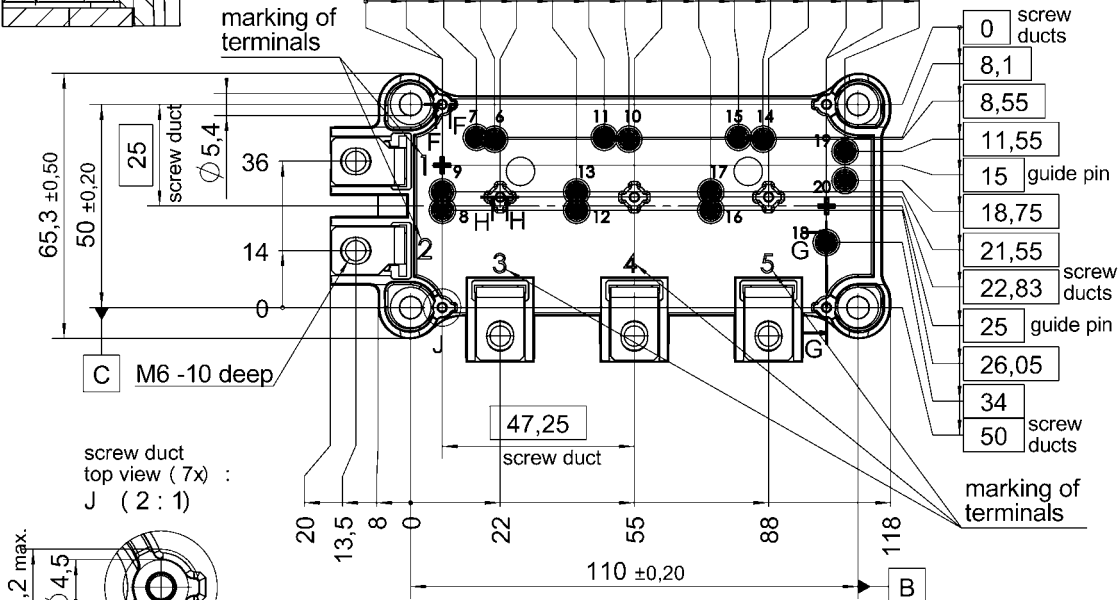 marking of
terminals
0 screw
ducts
8,1
8,55
11,55
15 guide pin
18,75
21,55
22,83 screw
ducts
25 guide pin
26,05
34
50 screw
ducts
marking of
terminals
65,3 ±0,50
50 ±0,20
25
screw duct
Ø 5,4
36
14
0
C
M6 -10 deep
F
F
7
6
11
10
15
14
19
1
9
13
17
20
8
H
H
12
16
18
G
2
3
4
5
J
G
47,25
screw duct
screw duct
top view ( 7x) :
J ( 2 : 1)
20
13,5
8
0
22
55
88
118
110 ±0,20
B
,2 max.
4,5